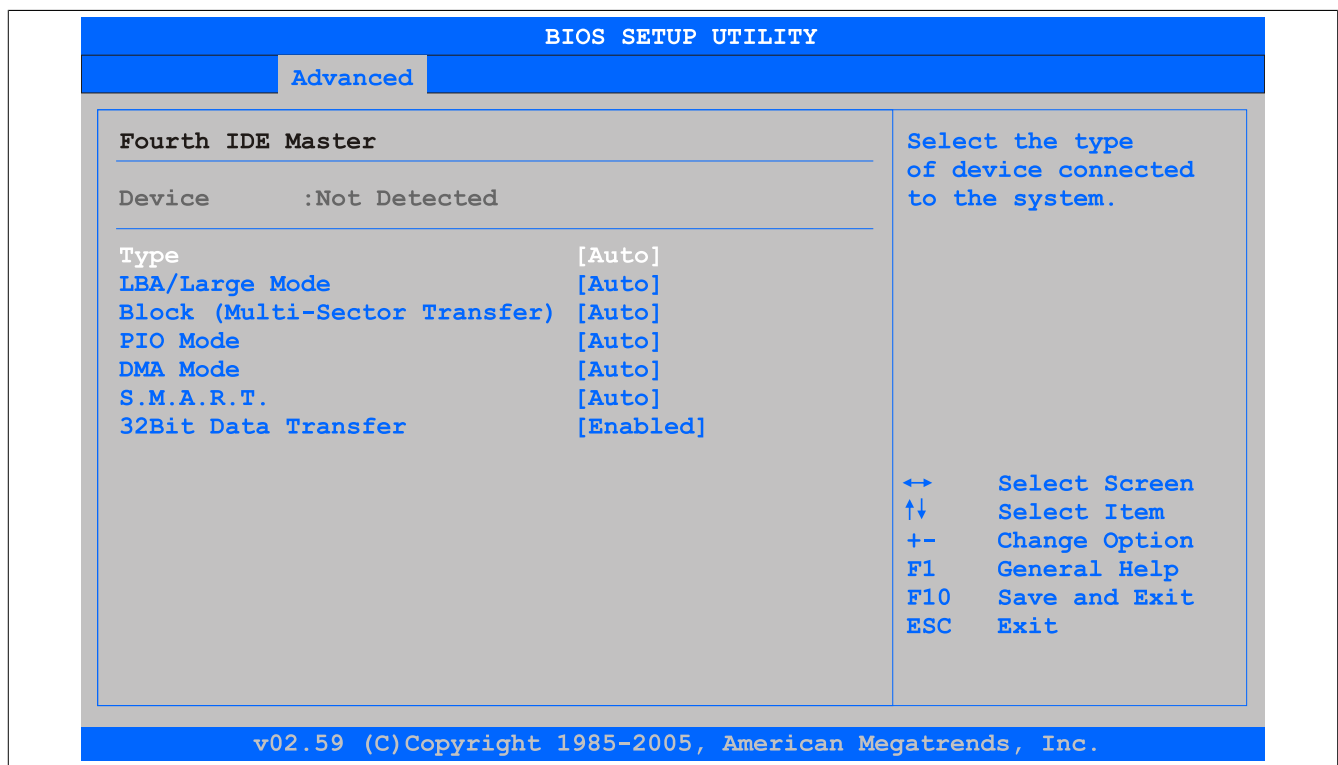 BIOS SETUP UTILITY
Advanced
Fourth IDE Master
Device :Not Detected
Type [Auto]
LBA/Large Mode [Auto]
Block (Multi-Sector Transfer) [Auto]
PIO Mode [Auto]
DMA Mode [Auto]
S.M.A.R.T. [Auto]
32Bit Data Transfer [Enabled]
Select the type
of device connected
to the system.
←→ Select Screen
↑↓ Select Item
+- Change Option
F1 General Help
F10 Save and Exit
ESC Exit
v02.59 (C)Copyright 1985-2005, American Megatrends, Inc.